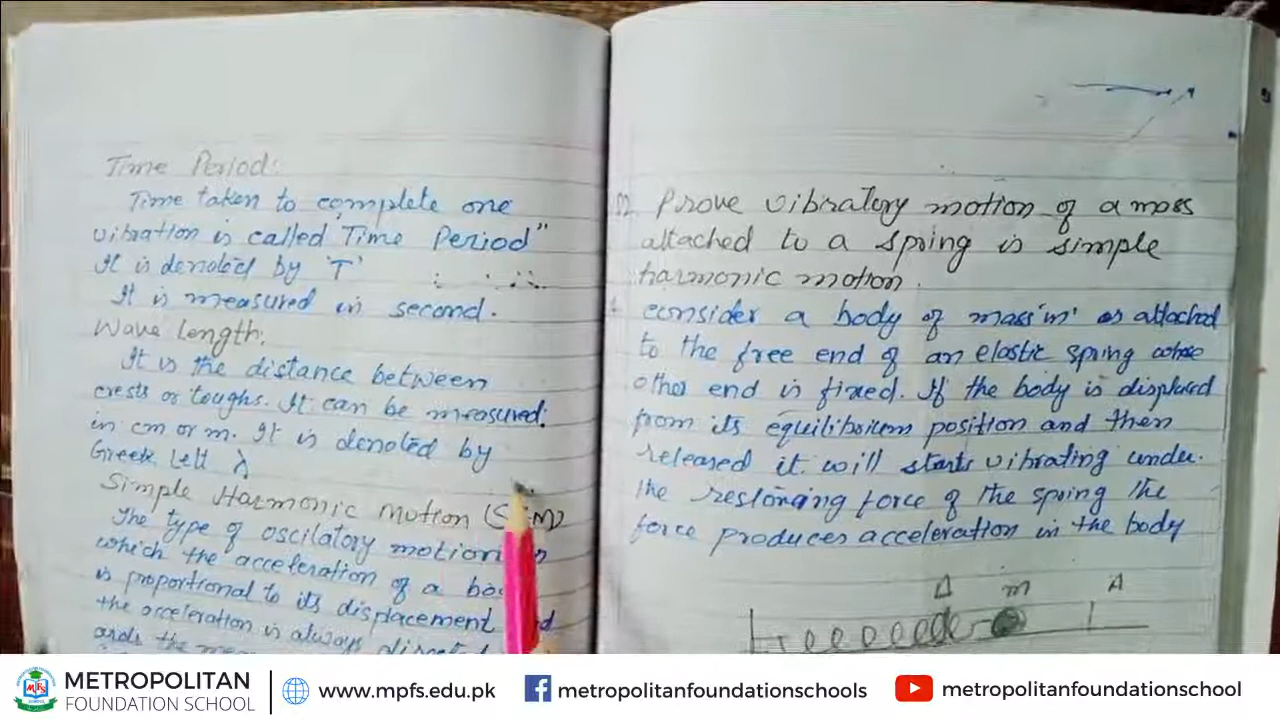 Time Period:
Time taken to complete one
vibration is called Time Period"
It is denoted by 'T'
It is measured in second.
Wave length:
It is the distance between
crests or toughs. It can be measured.
in cm or m. It is denoted by
Greek Lett λ
Simple Harmonic Motion
The type of oscilatory motion in
which the acceleration of a
is proportional to its displacement
the acceleration is always
ards the
Prove vibratory motion of a mass
attached to a spring is simple
harmonic motion.
consider a body of mass 'm' as attached
to the free end of an elastic spring whose
other end is fixed. If the body is displaced
from its equilibrium position and then
released it will starts vibrating unde.
the restoring force of the spring the
force produces acceleration in the body
m A
MFS
METROPOLITAN
FOUNDATION SCHOOL
www.mpfs.edu.pk
metropolitanfoundationschools
metropolitanfoundationschool